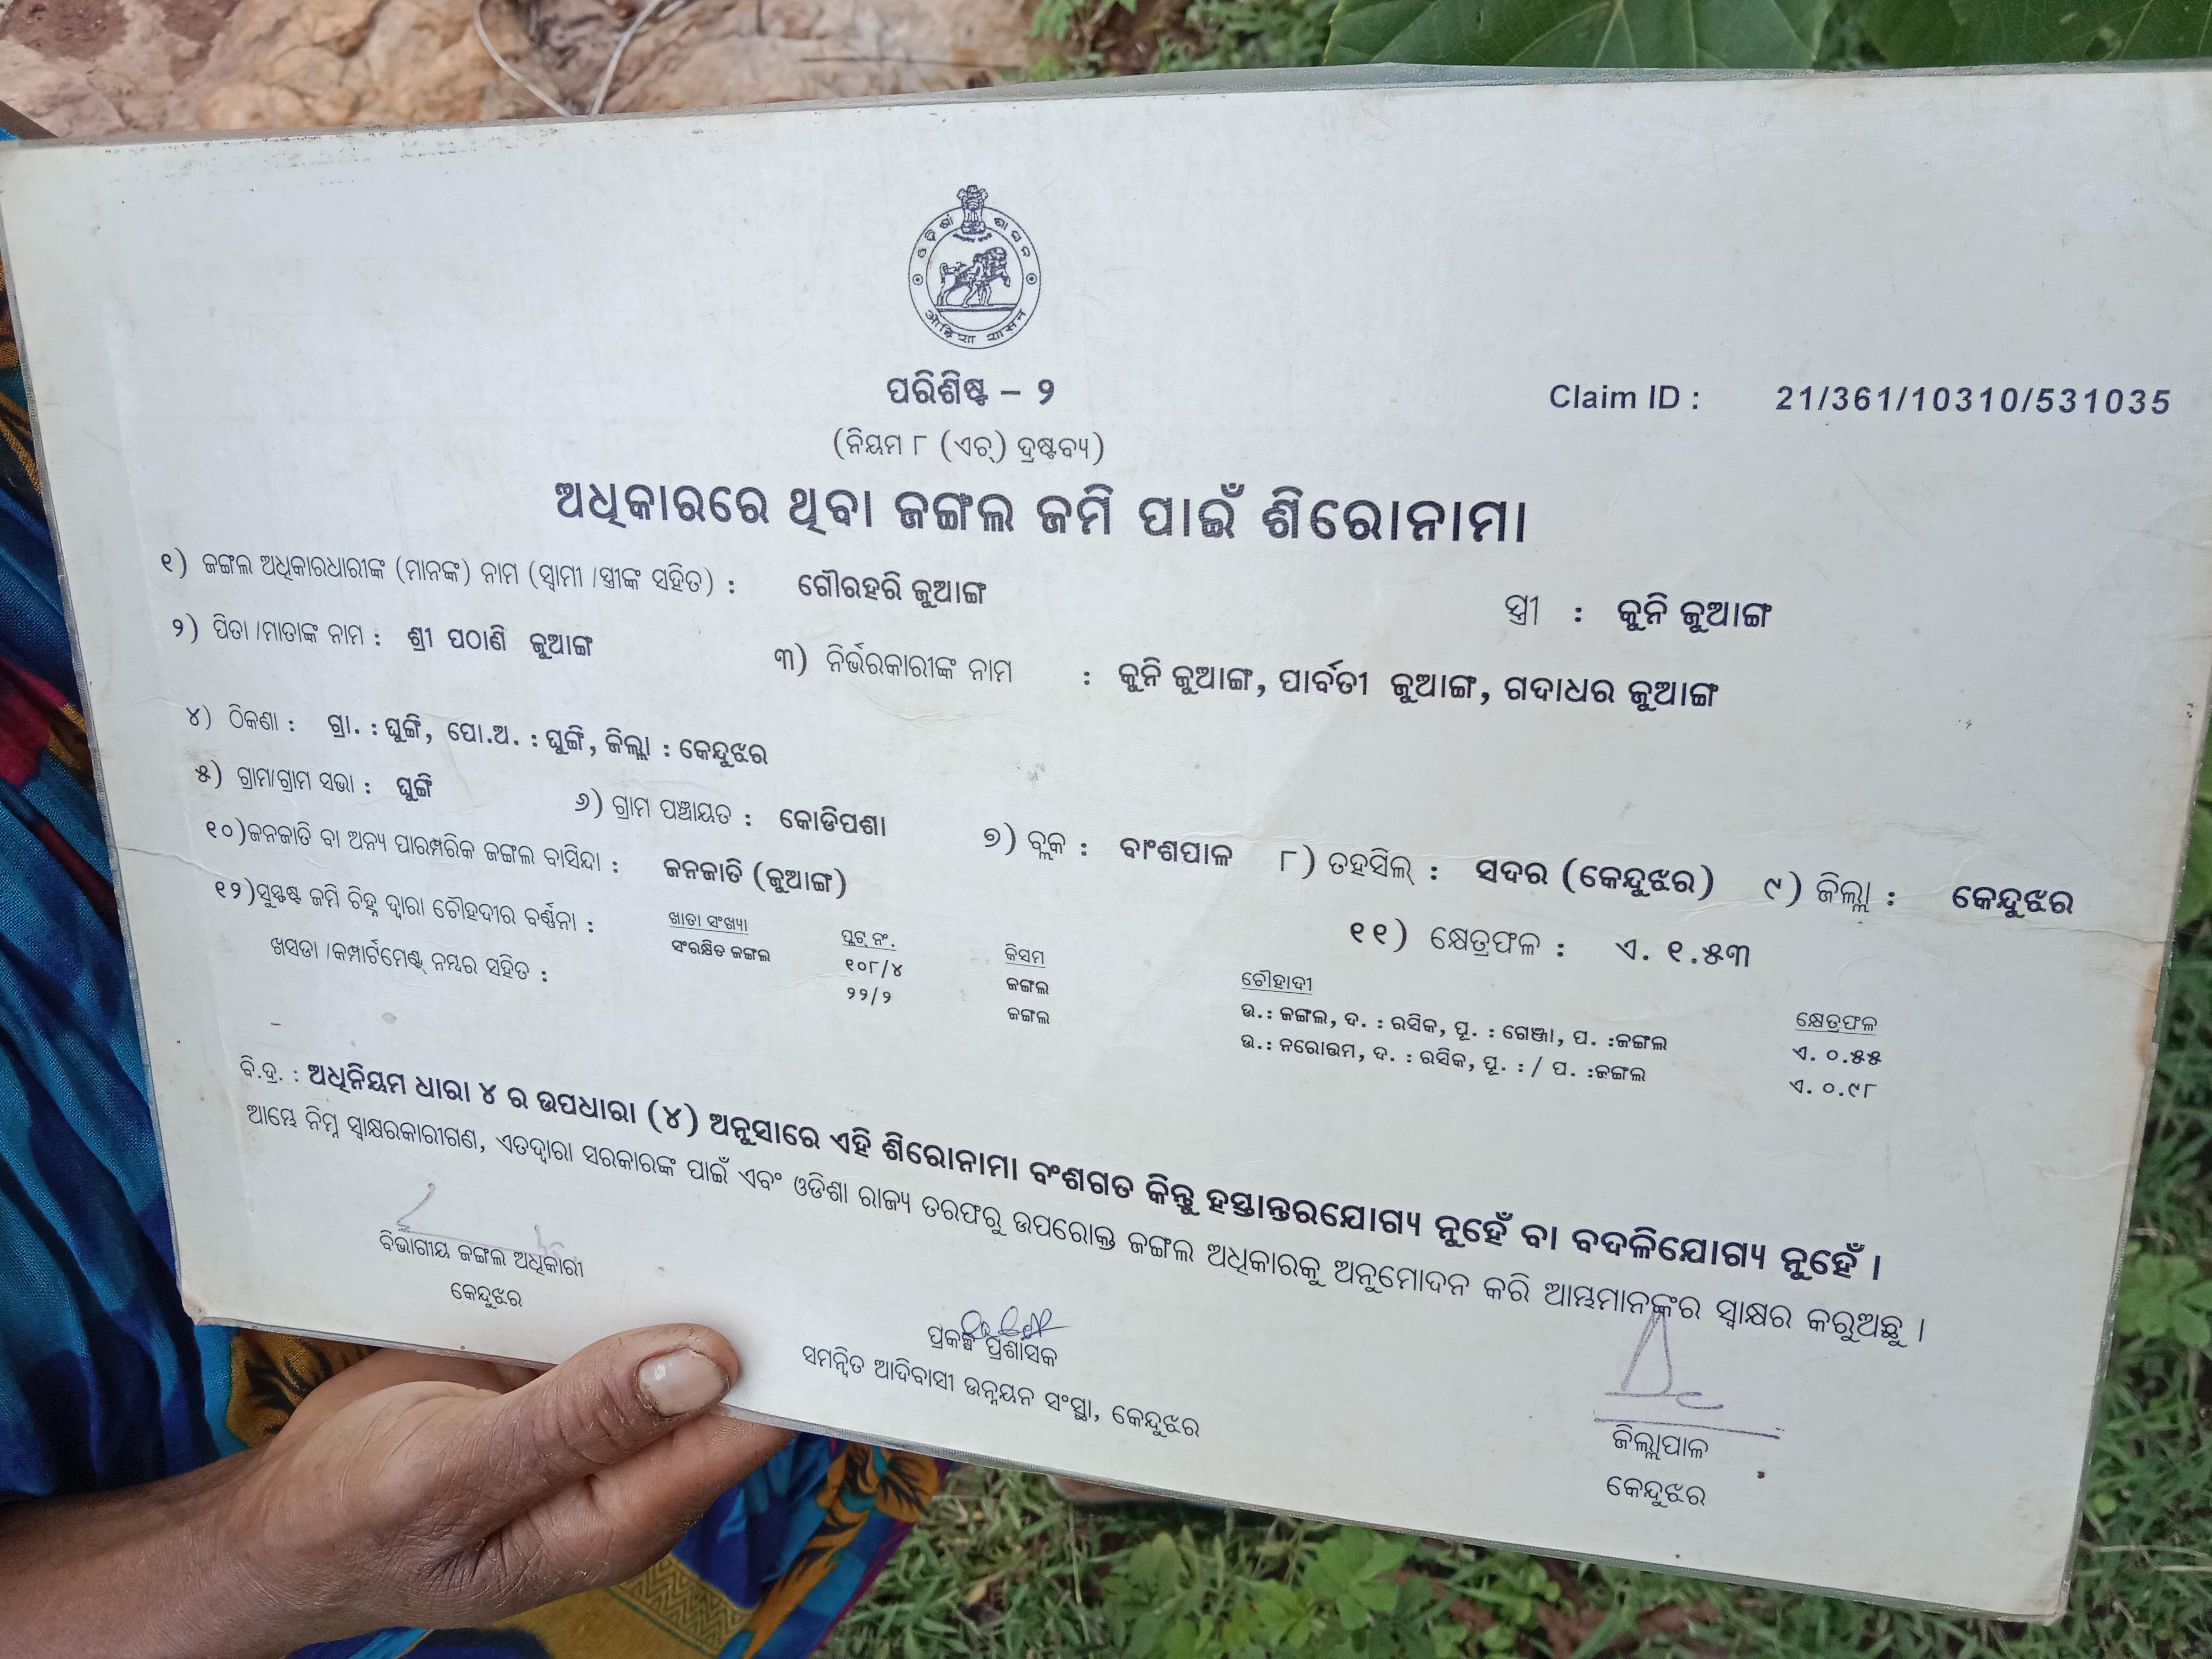 ଓଡ଼ିଶା ଶାସନ
ओड़िशा शासन
ପରିଶିଷ୍ଟ – ୨
Claim ID : 21/361/10310/531035
(ନିୟମ ୮ (ଏଚ୍) ଦ୍ରଷ୍ଟବ୍ୟ)
ଅଧିକାରରେ ଥିବା ଜଙ୍ଗଲ ଜମି ପାଇଁ ଶିରୋନାମା
୧) ଜଙ୍ଗଲ ଅଧିକାରଧାରୀଙ୍କ (ମାନଙ୍କ) ନାମ (ସ୍ୱାମୀ /ସ୍ତ୍ରୀଙ୍କ ସହିତ) : ଗୌରହରି ଜୁଆଙ୍ଗ ସ୍ତ୍ରୀ : କୁନି ଜୁଆଙ୍ଗ
୨) ପିତା /ମାତାଙ୍କ ନାମ : ଶ୍ରୀ ପଠାଣି ଜୁଆଙ୍ଗ ୩) ନିର୍ଭରକାରୀଙ୍କ ନାମ : କୁନି ଜୁଆଙ୍ଗ, ପାର୍ବତୀ ଜୁଆଙ୍ଗ, ଗଦାଧର ଜୁଆଙ୍ଗ
୪) ଠିକଣା : ଗ୍ରା. : ଘୁଙ୍ଗି, ପୋ.ଅ. : ଘୁଙ୍ଗି, ଜିଲ୍ଲା : କେନ୍ଦୁଝର
୫) ଗ୍ରାମ/ଗ୍ରାମ ସଭା : ଘୁଙ୍ଗି ୬) ଗ୍ରାମ ପଞ୍ଚାୟତ : କୋଡିପଶା ୭) ବ୍ଲକ : ବାଂଶପାଳ ୮) ତହସିଲ୍ : ସଦର (କେନ୍ଦୁଝର) ୯) ଜିଲ୍ଲା : କେନ୍ଦୁଝର
୧୦)ଜନଜାତି ବା ଅନ୍ୟ ପାରମ୍ପରିକ ଜଙ୍ଗଲ ବାସିନ୍ଦା : ଜନଜାତି (ଜୁଆଙ୍ଗ) ୧୧) କ୍ଷେତ୍ରଫଳ : ଏ. ୧.୫୩
୧୨)ସୁସ୍ପଷ୍ଟ ଜମି ଚିହ୍ନ ଦ୍ୱାରା ଚୌହଦୀର ବର୍ଣ୍ଣନା : ଖାତା ସଂଖ୍ୟା ପ୍ଲଟ୍ ନଂ. କିସମ ଚୌହାଦୀ କ୍ଷେତ୍ରଫଳ
ଖସଡା /କମ୍ପାର୍ଟମେଣ୍ଟ୍ ନମ୍ବର ସହିତ : ସଂରକ୍ଷିତ ଜଙ୍ଗଲ ୧୦୮/୪ ଜଙ୍ଗଲ ଉ.: ଜଙ୍ଗଲ, ଦ. : ରସିକ, ପୂ. : ଗେଞ୍ଜା, ପ. :ଜଙ୍ଗଲ ଏ. ୦.୫୫
୨୨/୨ ଜଙ୍ଗଲ ଉ.: ନରୋତ୍ତମ, ଦ. : ରସିକ, ପୂ. : / ପ. :ଜଙ୍ଗଲ ଏ. ୦.୯୮
ବି.ଦ୍ର. : ଅଧିନିୟମ ଧାରା ୪ ର ଉପଧାରା (୪) ଅନୁସାରେ ଏହି ଶିରୋନାମା ବଂଶଗତ କିନ୍ତୁ ହସ୍ତାନ୍ତରଯୋଗ୍ୟ ନୁହେଁ ବା ବଦଳିଯୋଗ୍ୟ ନୁହେଁ ।
ଆମ୍ଭେ ନିମ୍ନ ସ୍ୱାକ୍ଷରକାରୀଗଣ, ଏତଦ୍ୱାରା ସରକାରଙ୍କ ପାଇଁ ଏବଂ ଓଡିଶା ରାଜ୍ୟ ତରଫରୁ ଉପରୋକ୍ତ ଜଙ୍ଗଲ ଅଧିକାରକୁ ଅନୁମୋଦନ କରି ଆମ୍ଭମାନଙ୍କର ସ୍ୱାକ୍ଷର କରୁଅଛୁ ।
ବିଭାଗୀୟ ଜଙ୍ଗଲ ଅଧିକାରୀ
କେନ୍ଦୁଝର
ପ୍ରକଳ୍ପ ପ୍ରଶାସକ
ସମନ୍ୱିତ ଆଦିବାସୀ ଉନ୍ନୟନ ସଂସ୍ଥା, କେନ୍ଦୁଝର
ଜିଲ୍ଲାପାଳ
କେନ୍ଦୁଝର